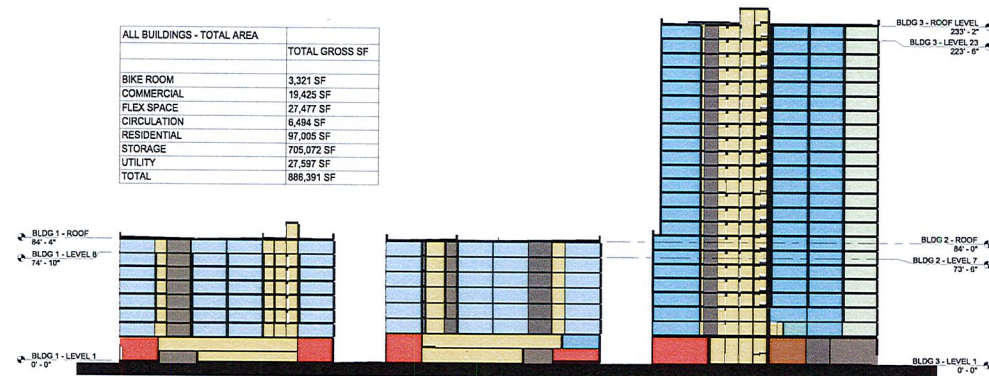 ALL BUILDINGS - TOTAL AREA
TOTAL GROSS SF
BIKE ROOM 3,321 SF
COMMERCIAL 19,425 SF
FLEX SPACE 27,477 SF
CIRCULATION 6,494 SF
RESIDENTIAL 97,005 SF
STORAGE 705,072 SF
UTILITY 27,597 SF
TOTAL 886,391 SF
BLDG 3 - ROOF LEVEL
233' - 2"
BLDG 3 - LEVEL 23
223' - 6"
BLDG 1 - ROOF
84' - 4"
BLDG 1 - LEVEL 8
74' - 10"
BLDG 2 - ROOF
84' - 0"
BLDG 2 - LEVEL 7
73' - 6"
BLDG 1 - LEVEL 1
0' - 0"
BLDG 3 - LEVEL 1
0' - 0"